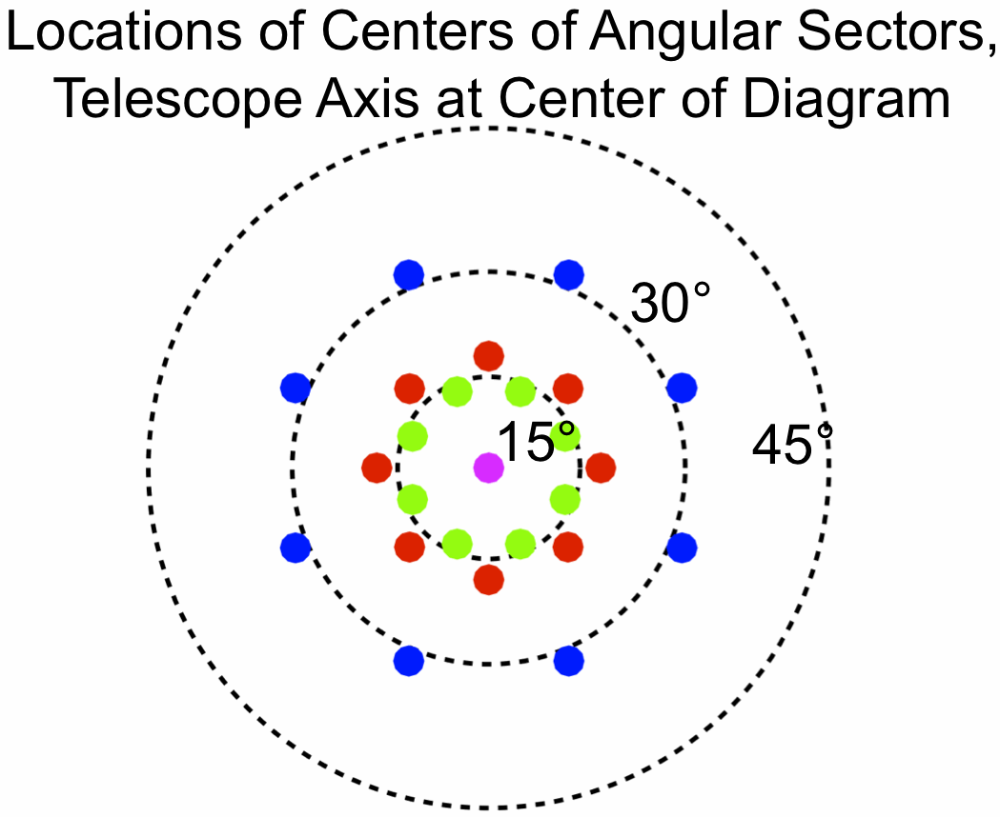 Locations of Centers of Angular Sectors,
Telescope Axis at Center of Diagram
30°
15°
45°